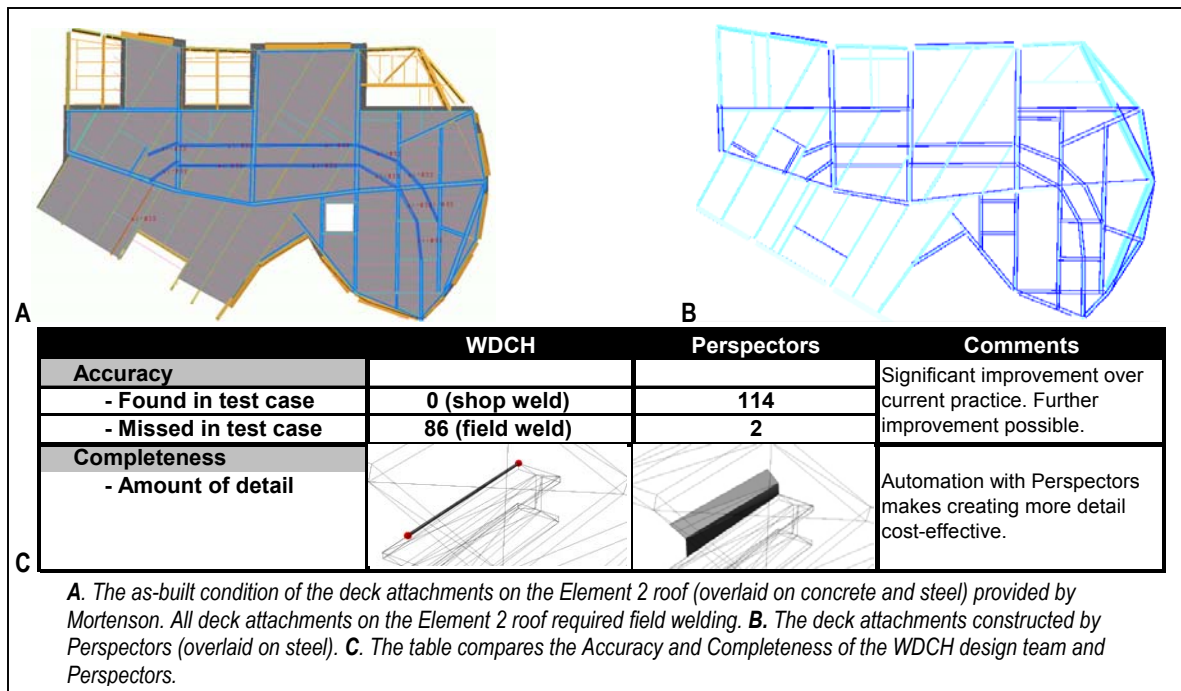 A
B
WDCH Perspectors Comments
Accuracy
Significant improvement over
current practice. Further
improvement possible.
- Found in test case 0 (shop weld) 114
- Missed in test case 86 (field weld) 2
Completeness
- Amount of detail
Automation with Perspectors
makes creating more detail
cost-effective.
C
A. The as-built condition of the deck attachments on the Element 2 roof (overlaid on concrete and steel) provided by
Mortenson. All deck attachments on the Element 2 roof required field welding. B. The deck attachments constructed by
Perspectors (overlaid on steel). C. The table compares the Accuracy and Completeness of the WDCH design team and
Perspectors.